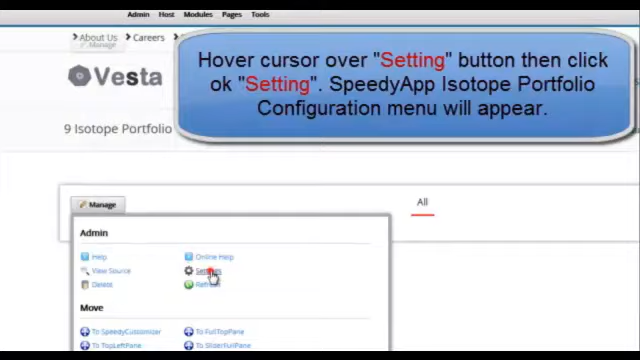 Admin Host Modules Pages Tools
About Us Careers
Manage
Vesta
Hover cursor over "Setting" button then click
ok "Setting". SpeedyApp Isotope Portfolio
Configuration menu will appear.
9 Isotope Portfolio
Manage
All
Admin
Help Online Help
View Source
Delete
Move
To SpeedyCustomizer To FullTopPane
To TopLeftPane To SliderFullPane